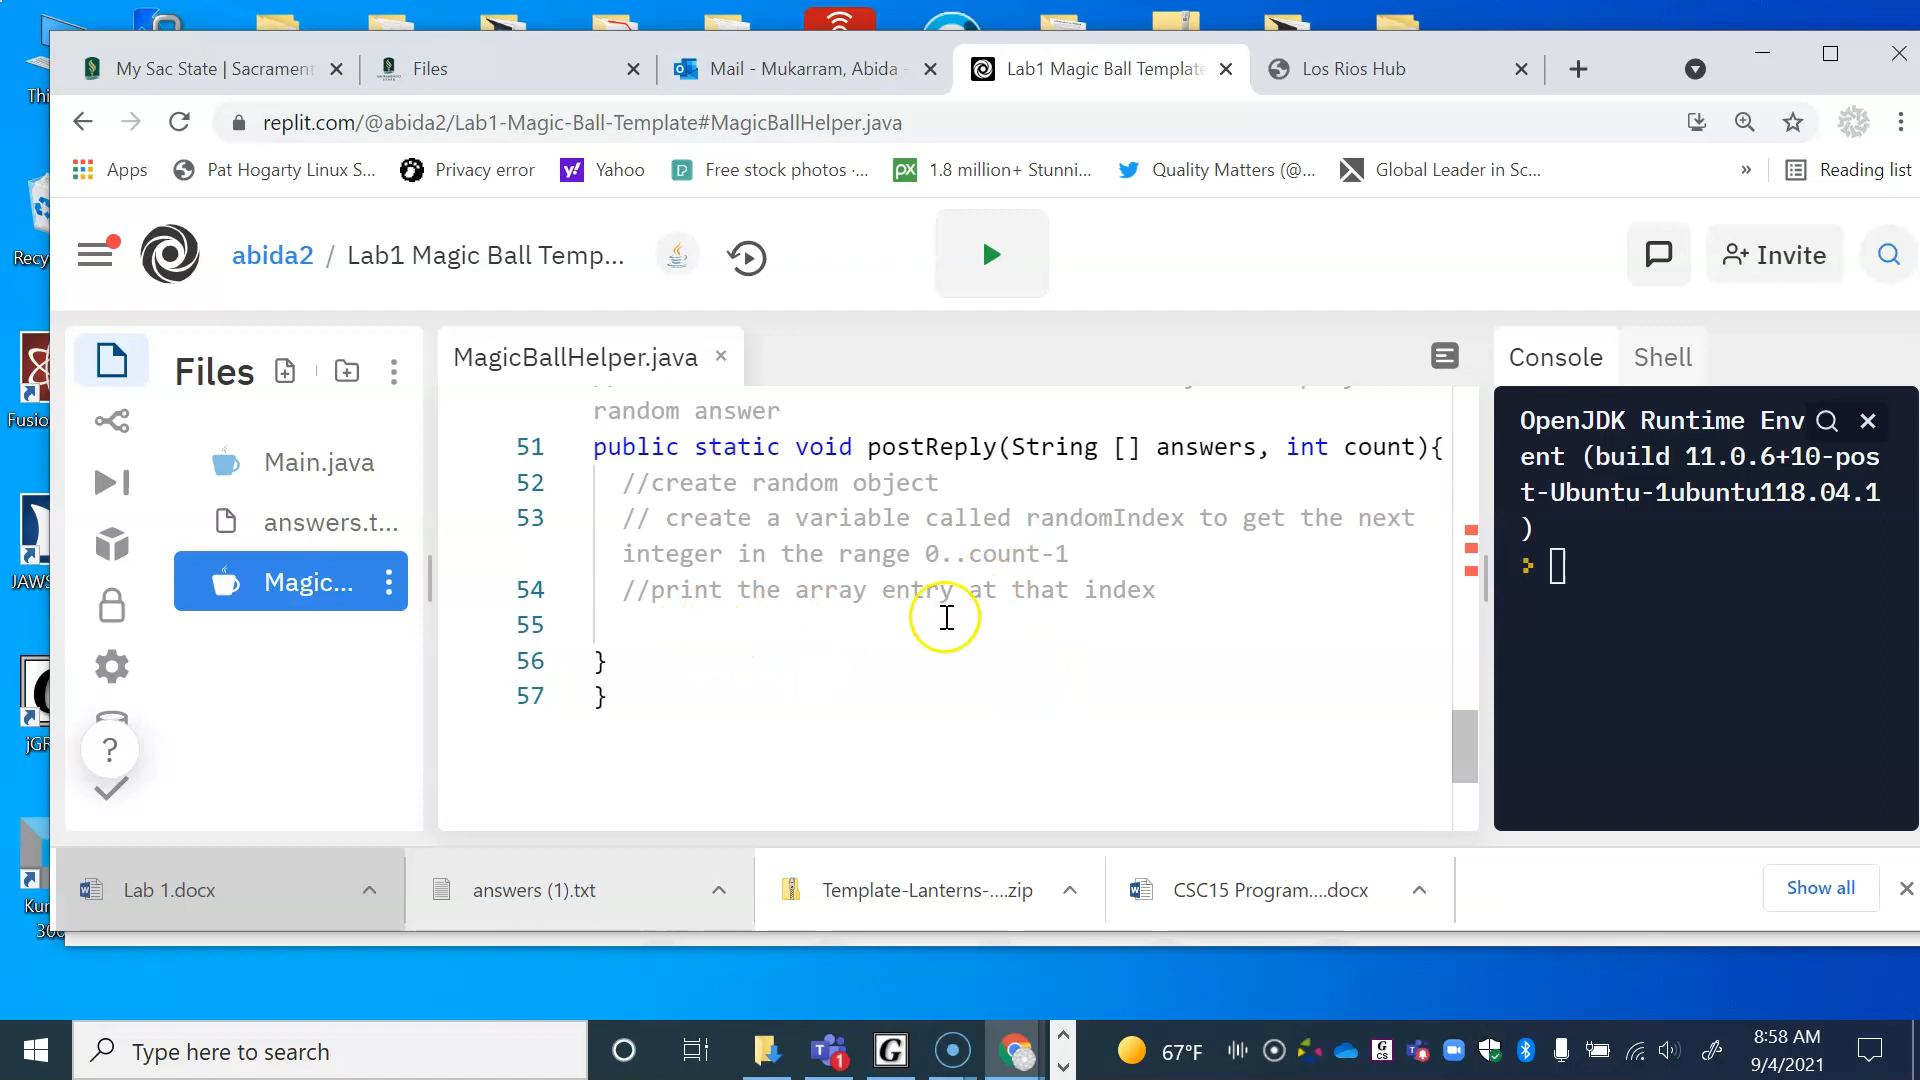 My Sac State | Sacrament
Files
Mail - Mukarram, Abida -
Lab1 Magic Ball Template
Los Rios Hub
replit.com/@abida2/Lab1-Magic-Ball-Template#MagicBallHelper.java
Apps
Pat Hogarty Linux S...
Privacy error
Yahoo
Free stock photos ·...
1.8 million+ Stunni...
Quality Matters (@...
Global Leader in Sc...
»
Reading list
abida2 / Lab1 Magic Ball Temp...
Invite
Files
Main.java
answers.t...
Magic...
MagicBallHelper.java
random answer
51 public static void postReply(String [] answers, int count){
52 //create random object
53 // create a variable called randomIndex to get the next
integer in the range 0..count-1
54 //print the array entry at that index
55
56 }
57 }
Console
Shell
OpenJDK Runtime Env
ent (build 11.0.6+10-pos
t-Ubuntu-1ubuntu118.04.1
)
?
Thi
Recy
Fusio
JAWS
jGR
Kur
300
Lab 1.docx
answers (1).txt
Template-Lanterns-....zip
CSC15 Program....docx
Show all
Type here to search
67°F
8:58 AM
9/4/2021